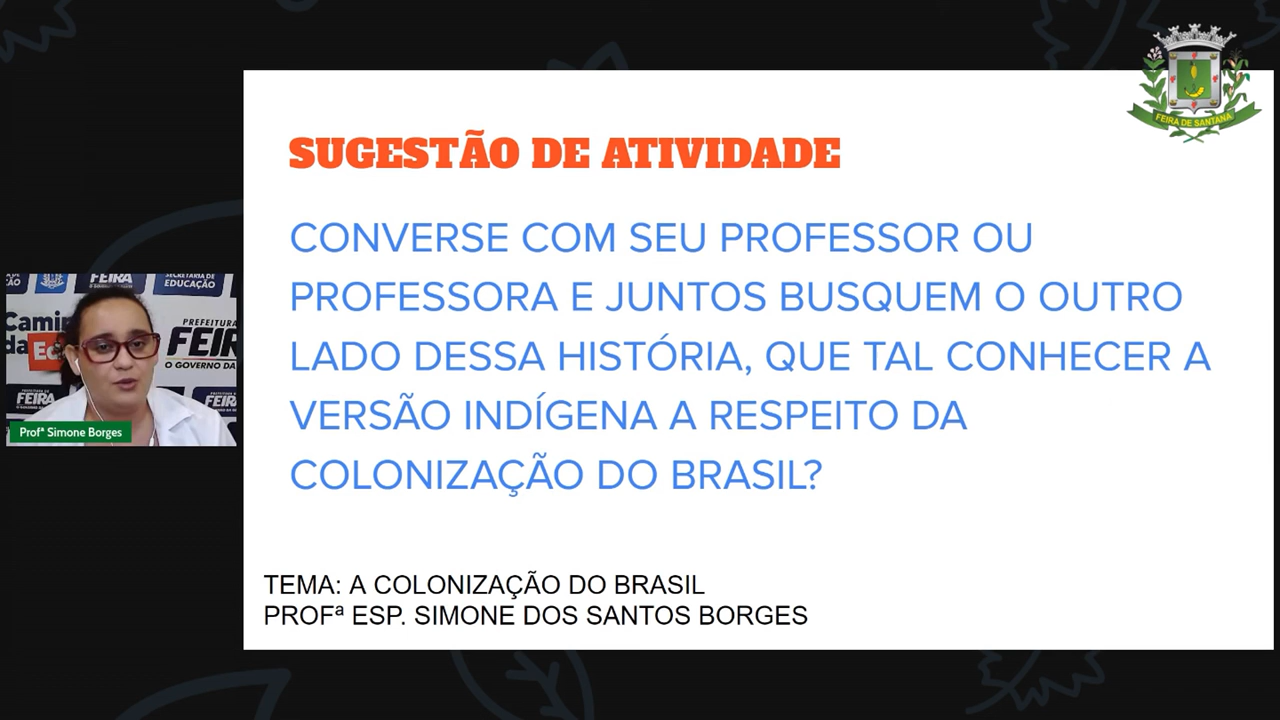 FEIRA DE SANTANA
SUGESTÃO DE ATIVIDADE
CONVERSE COM SEU PROFESSOR OU
PROFESSORA E JUNTOS BUSQUEM O OUTRO
LADO DESSA HISTÓRIA, QUE TAL CONHECER A
VERSÃO INDÍGENA A RESPEITO DA
COLONIZAÇÃO DO BRASIL?
TEMA: A COLONIZAÇÃO DO BRASIL
PROFª ESP. SIMONE DOS SANTOS BORGES
FEIRA
SECRETARIA DE
EDUCAÇÃO
PREFEITURA
FEIR
O GOVERNO DA
FEIRA
Profª Simone Borges